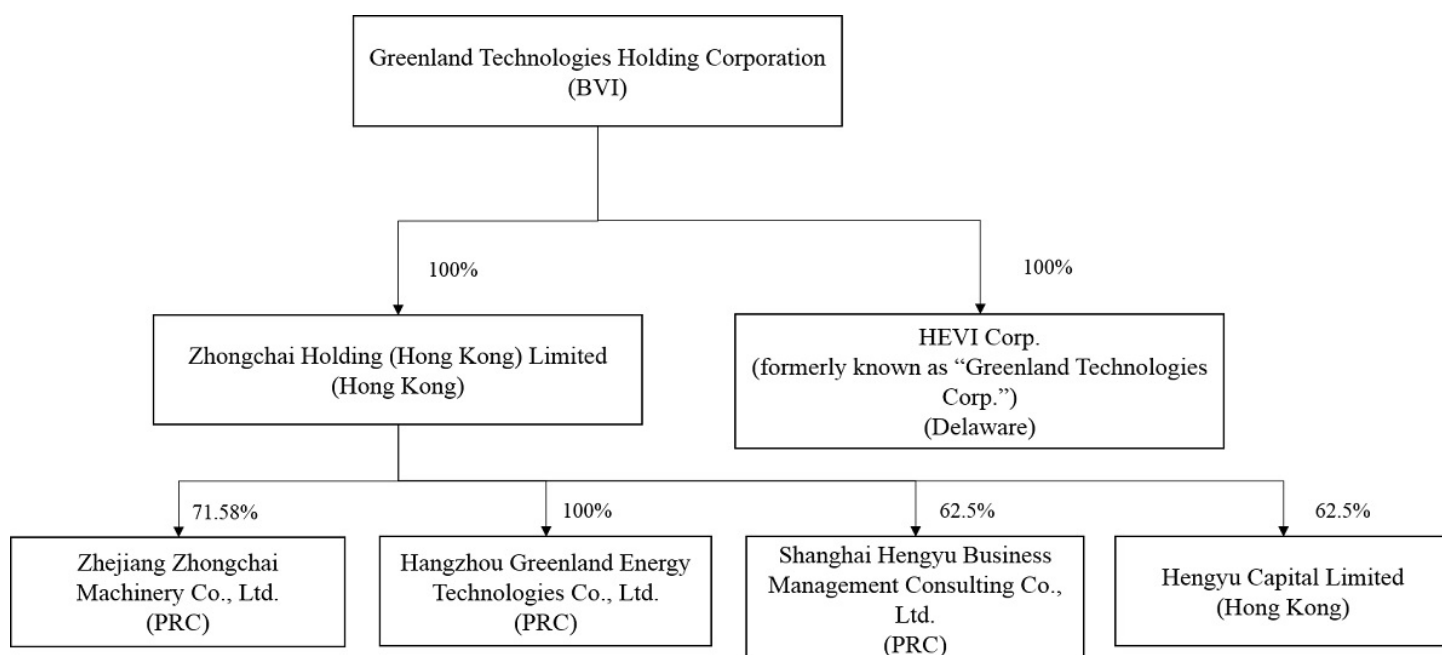 Greenland Technologies Holding Corporation
(BVI)
100%
100%
Zhongchai Holding (Hong Kong) Limited
(Hong Kong)
HEVI Corp.
(formerly known as “Greenland Technologies
Corp.”)
(Delaware)
71.58%
100%
62.5%
62.5%
Zhejiang Zhongchai
Machinery Co., Ltd.
(PRC)
Hangzhou Greenland Energy
Technologies Co., Ltd.
(PRC)
Shanghai Hengyu Business
Management Consulting Co.,
Ltd.
(PRC)
Hengyu Capital Limited
(Hong Kong)